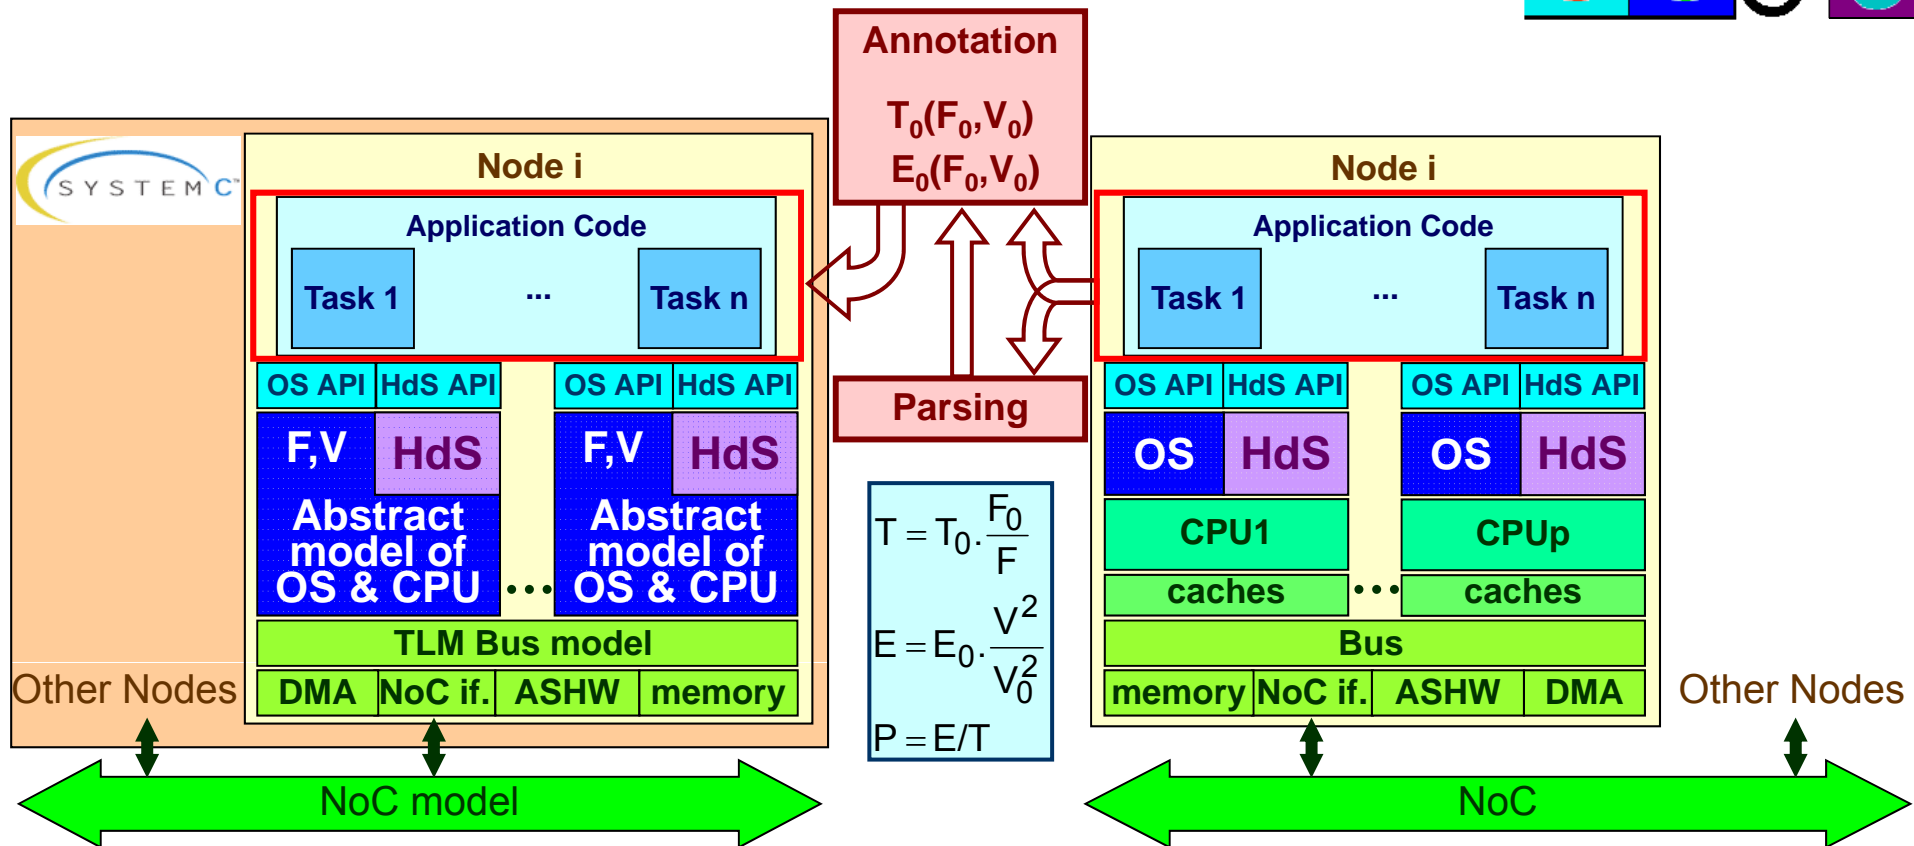 Annotation
T₀(F₀,V₀)
E₀(F₀,V₀)
SYSTEM C™
Node i
Application Code
Task 1
...
Task n
OS API
HdS API
OS API
HdS API
F,V
HdS
F,V
HdS
Abstract
model of
OS & CPU
...
Abstract
model of
OS & CPU
TLM Bus model
DMA
NoC if.
ASHW
memory
Other Nodes
NoC model
Parsing
T = T₀.F₀/F
E = E₀.V²/V₀²
P = E/T
Node i
Application Code
Task 1
...
Task n
OS API
HdS API
OS API
HdS API
OS
HdS
OS
HdS
CPU1
CPUp
caches
...
caches
Bus
memory
NoC if.
ASHW
DMA
Other Nodes
NoC